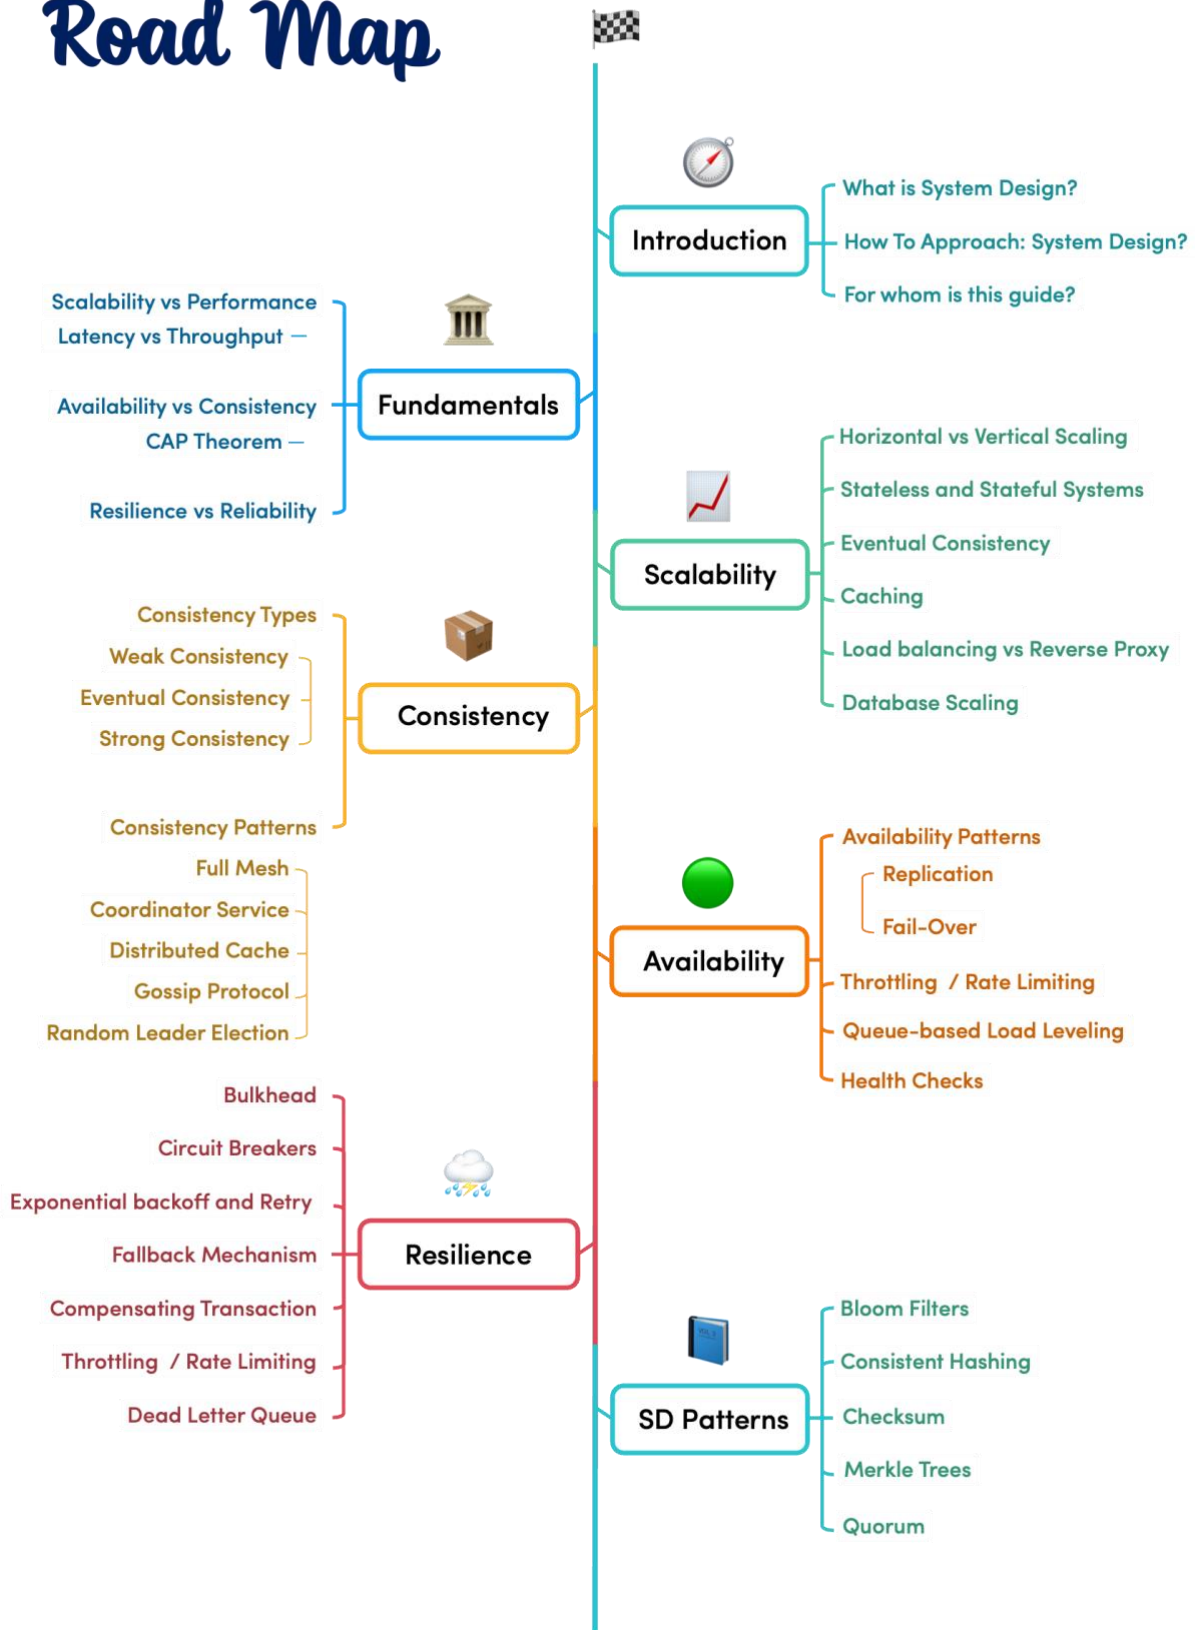 Road Map
Introduction
What is System Design?
How To Approach: System Design?
For whom is this guide?
Fundamentals
Scalability vs Performance
Latency vs Throughput
Availability vs Consistency
CAP Theorem
Resilience vs Reliability
Scalability
Horizontal vs Vertical Scaling
Stateless and Stateful Systems
Eventual Consistency
Caching
Load balancing vs Reverse Proxy
Database Scaling
Consistency
Consistency Types
Weak Consistency
Eventual Consistency
Strong Consistency
Consistency Patterns
Full Mesh
Coordinator Service
Distributed Cache
Gossip Protocol
Random Leader Election
Availability
Availability Patterns
Replication
Fail-Over
Throttling / Rate Limiting
Queue-based Load Leveling
Health Checks
Resilience
Bulkhead
Circuit Breakers
Exponential backoff and Retry
Fallback Mechanism
Compensating Transaction
Throttling / Rate Limiting
Dead Letter Queue
SD Patterns
Bloom Filters
Consistent Hashing
Checksum
Merkle Trees
Quorum